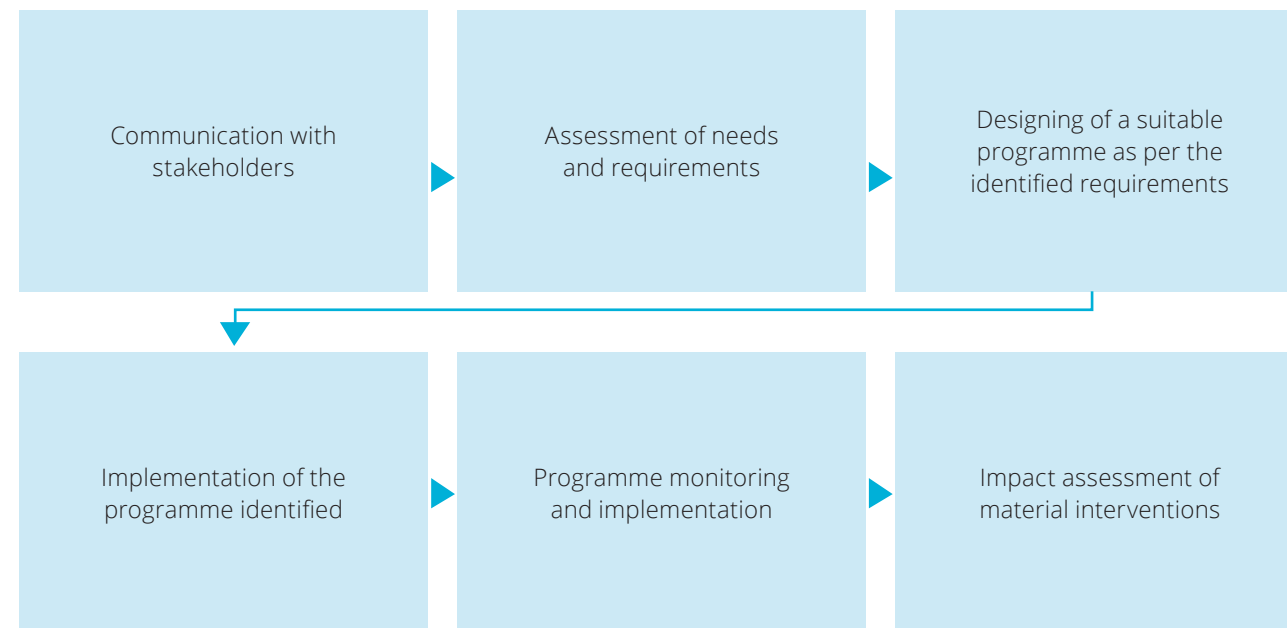 Communication with
stakeholders
Assessment of needs
and requirements
Designing of a suitable
programme as per the
identified requirements
Implementation of the
programme identified
Programme monitoring
and implementation
Impact assessment of
material interventions